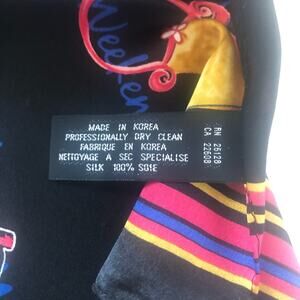 Weeken
MADE IN KOREA
PROFESSIONALLY DRY CLEAN
FABRIQUE EN KOREA
NETTOYAGE A SEC SPECIALISE
SILK 100% SOIE
RN 26128
CA 22608